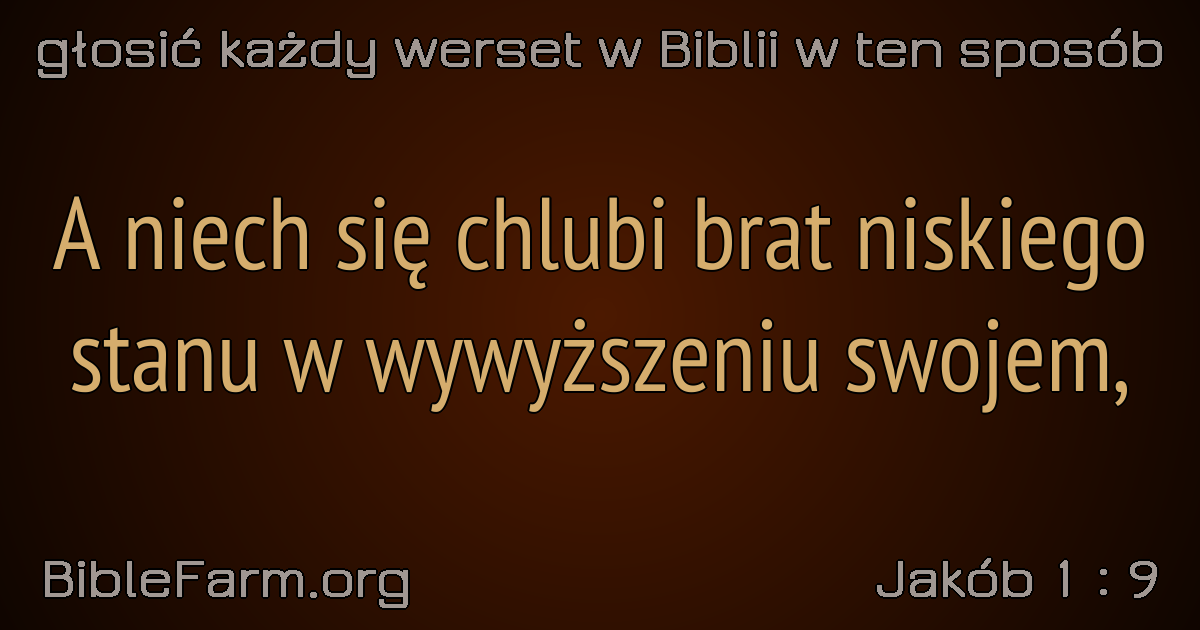 głosić każdy werset w Biblii w ten sposób
A niech się chlubi brat niskiego
stanu w wywyższeniu swojem,
BibleFarm.org
Jakób 1 : 9